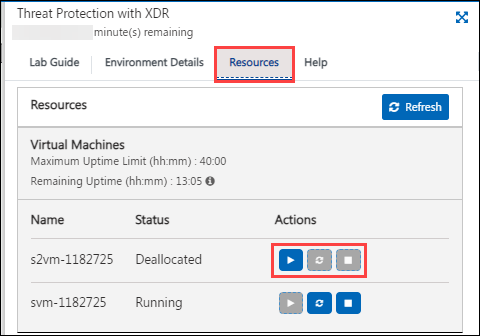 Threat Protection with XDR
minute(s) remaining
Lab Guide Environment Details Resources Help
Resources Refresh
Virtual Machines
Maximum Uptime Limit (hh:mm) : 40:00
Remaining Uptime (hh:mm) : 13:05
Name Status Actions
s2vm-1182725 Deallocated
svm-1182725 Running